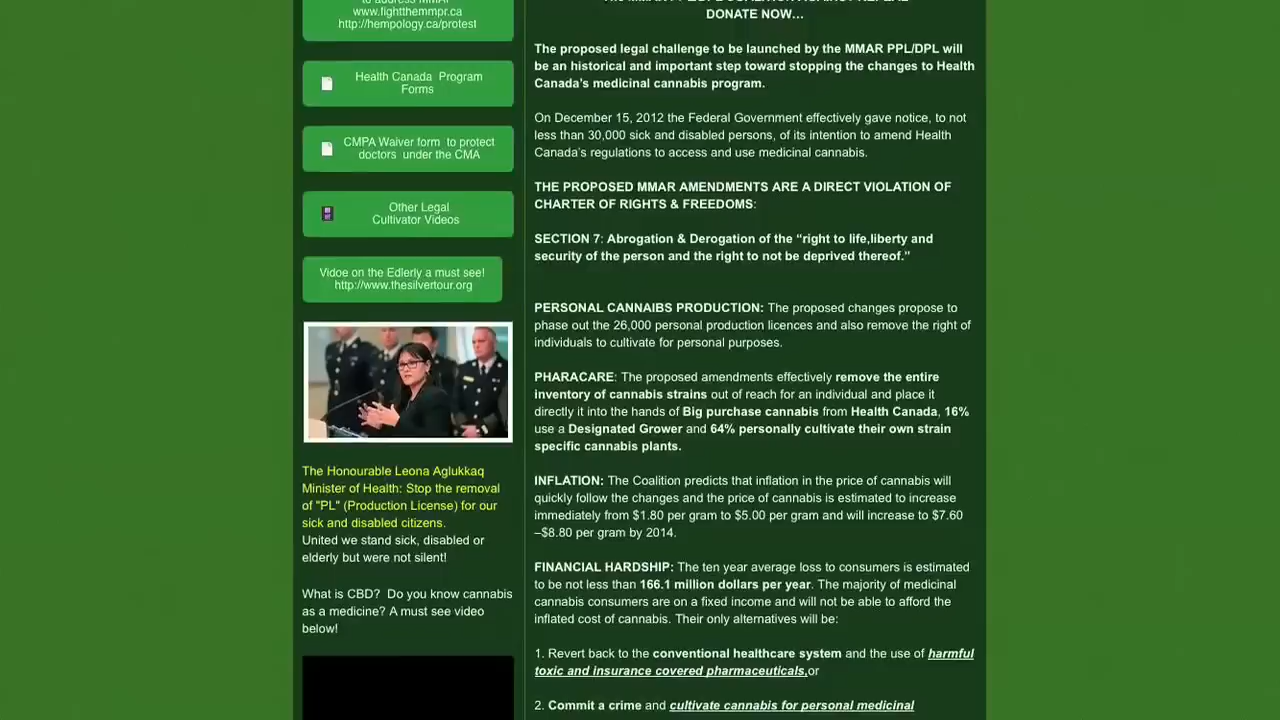 to address MMAr
www.fightthemmpr.ca
http://hempology.ca/protest
Health Canada  Program
Forms
CMPA Waiver form  to protect
doctors  under the CMA
Other Legal
Cultivator Videos
Vidoe on the Edlerly a must see!
http://www.thesilvertour.org
The Honourable Leona Aglukkaq
Minister of Health: Stop the removal
of "PL" (Production License) for our
sick and disabled citizens.
United we stand sick, disabled or
elderly but were not silent!
What is CBD?  Do you know cannabis
as a medicine? A must see video
below!
DONATE NOW…
The proposed legal challenge to be launched by the MMAR PPL/DPL will
be an historical and important step toward stopping the changes to Health
Canada’s medicinal cannabis program.
On December 15, 2012 the Federal Government effectively gave notice, to not
less than 30,000 sick and disabled persons, of its intention to amend Health
Canada’s regulations to access and use medicinal cannabis.
THE PROPOSED MMAR AMENDMENTS ARE A DIRECT VIOLATION OF
CHARTER OF RIGHTS & FREEDOMS:
SECTION 7: Abrogation & Derogation of the “right to life,liberty and
security of the person and the right to not be deprived thereof.”
PERSONAL CANNAIBS PRODUCTION: The proposed changes propose to
phase out the 26,000 personal production licences and also remove the right of
individuals to cultivate for personal purposes.
PHARACARE: The proposed amendments effectively remove the entire
inventory of cannabis strains out of reach for an individual and place it
directly it into the hands of Big purchase cannabis from Health Canada, 16%
use a Designated Grower and 64% personally cultivate their own strain
specific cannabis plants.
INFLATION: The Coalition predicts that inflation in the price of cannabis will
quickly follow the changes and the price of cannabis is estimated to increase
immediately from $1.80 per gram to $5.00 per gram and will increase to $7.60
–$8.80 per gram by 2014.
FINANCIAL HARDSHIP: The ten year average loss to consumers is estimated
to be not less than 166.1 million dollars per year. The majority of medicinal
cannabis consumers are on a fixed income and will not be able to afford the
inflated cost of cannabis. Their only alternatives will be:
1. Revert back to the conventional healthcare system and the use of harmful
toxic and insurance covered pharmaceuticals,or
2. Commit a crime and cultivate cannabis for personal medicinal